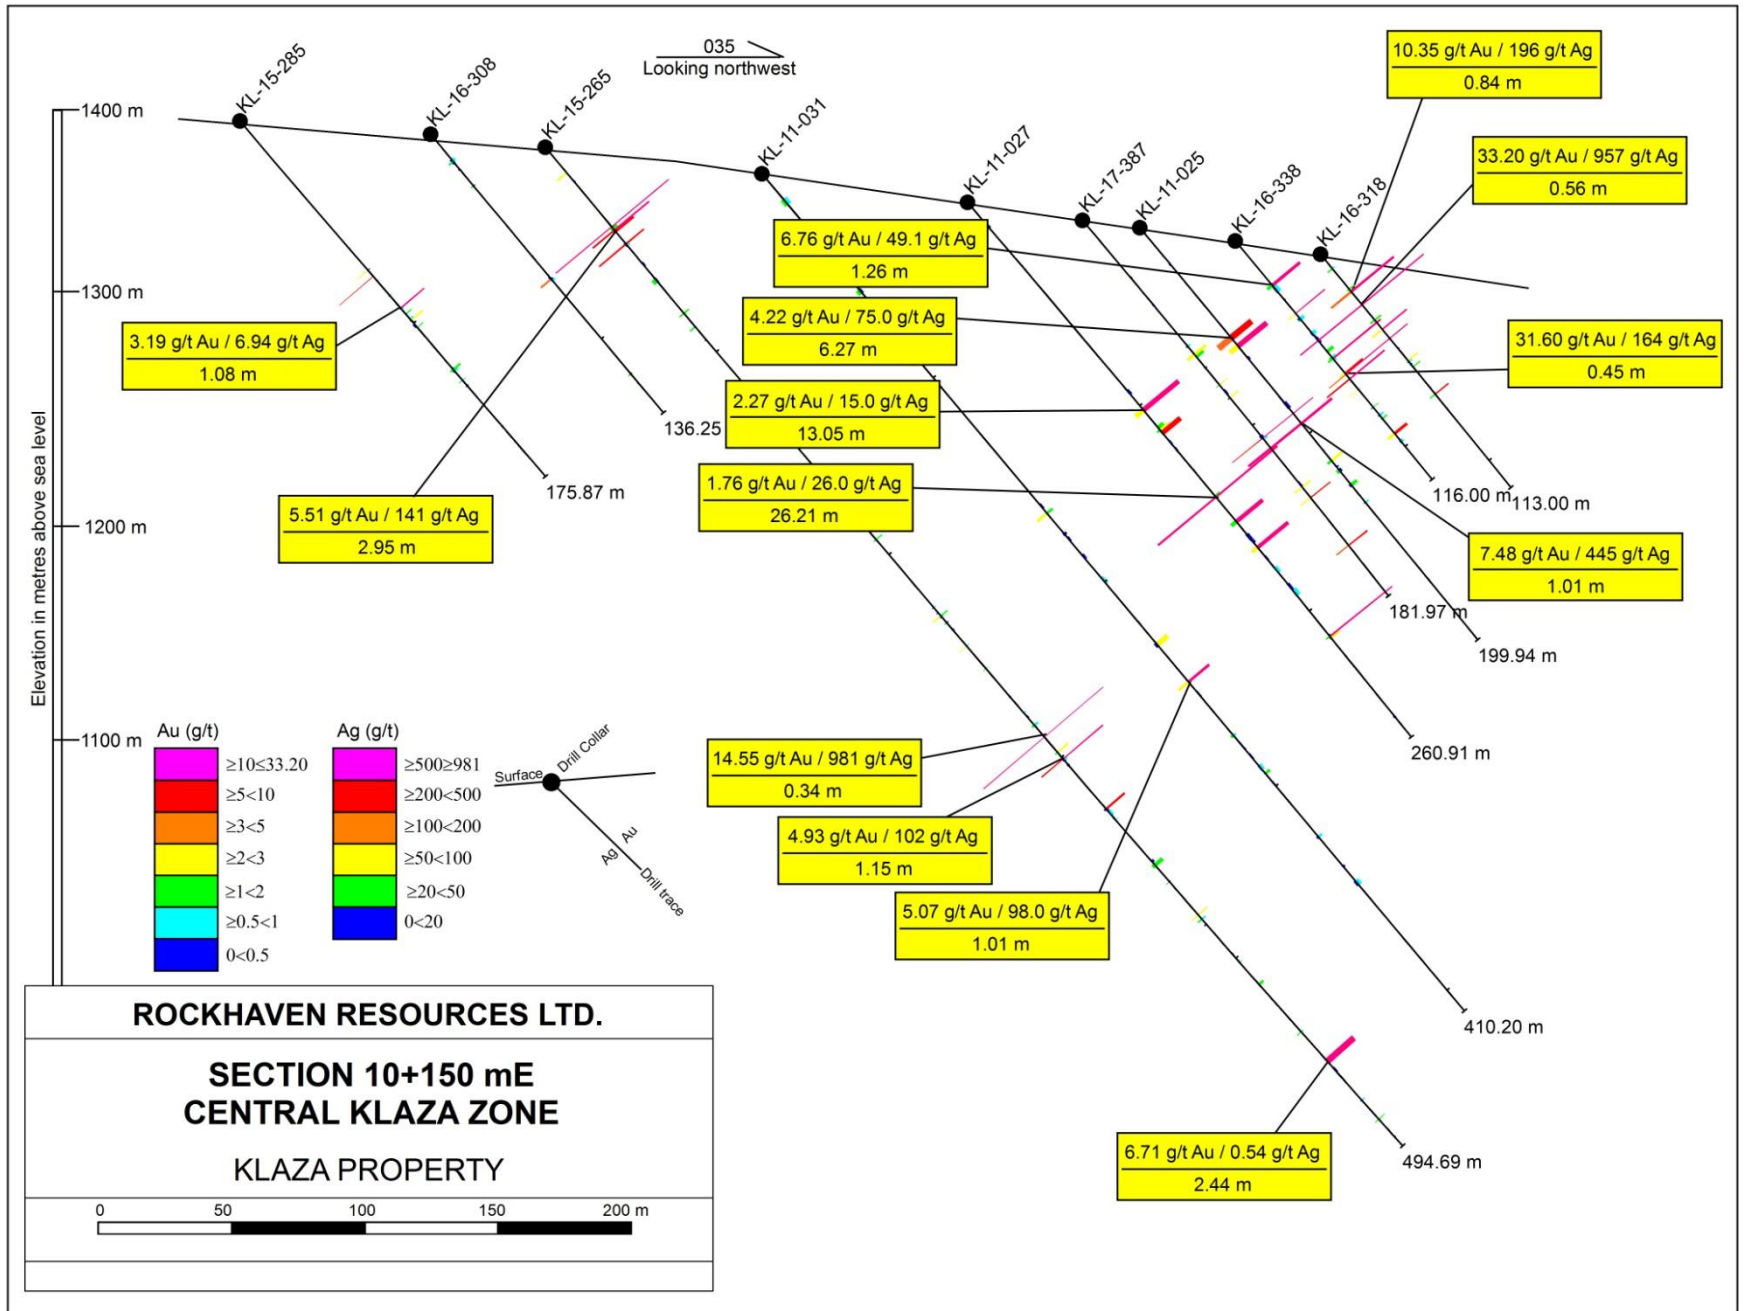 035
Looking northwest
KL-15-285
KL-16-308
KL-15-265
KL-11-031
KL-11-027
KL-17-387
KL-11-025
KL-16-338
KL-16-318
1400 m
1300 m
1200 m
1100 m
Elevation in metres above sea level
10.35 g/t Au / 196 g/t Ag
0.84 m
33.20 g/t Au / 957 g/t Ag
0.56 m
6.76 g/t Au / 49.1 g/t Ag
1.26 m
4.22 g/t Au / 75.0 g/t Ag
6.27 m
3.19 g/t Au / 6.94 g/t Ag
1.08 m
31.60 g/t Au / 164 g/t Ag
0.45 m
2.27 g/t Au / 15.0 g/t Ag
13.05 m
136.25
175.87 m
1.76 g/t Au / 26.0 g/t Ag
26.21 m
116.00 m
113.00 m
5.51 g/t Au / 141 g/t Ag
2.95 m
7.48 g/t Au / 445 g/t Ag
1.01 m
181.97 m
199.94 m
260.91 m
14.55 g/t Au / 981 g/t Ag
0.34 m
4.93 g/t Au / 102 g/t Ag
1.15 m
5.07 g/t Au / 98.0 g/t Ag
1.01 m
410.20 m
6.71 g/t Au / 0.54 g/t Ag
2.44 m
494.69 m
Au (g/t)
≥10≤33.20
≥5<10
≥3<5
≥2<3
≥1<2
≥0.5<1
0<0.5
Ag (g/t)
≥500≥981
≥200<500
≥100<200
≥50<100
≥20<50
0<20
Surface
Drill Collar
Au
Ag
Drill trace
ROCKHAVEN RESOURCES LTD.
SECTION 10+150 mE
CENTRAL KLAZA ZONE
KLAZA PROPERTY
0 50 100 150 200 m